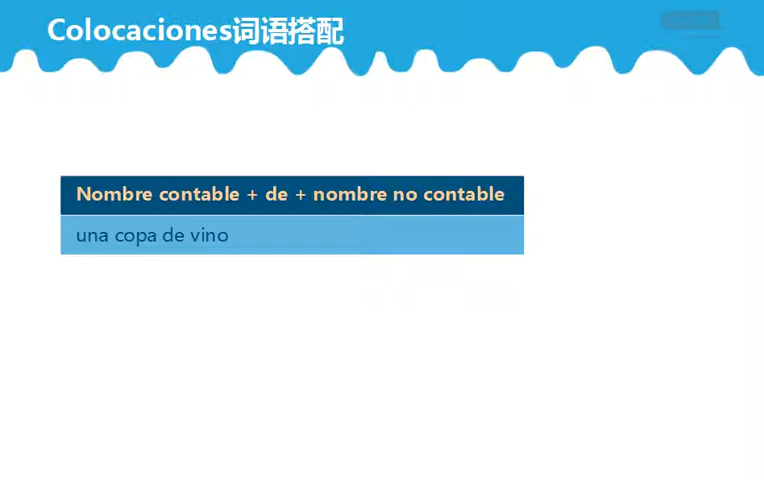 Colocaciones词语搭配
Nombre contable + de + nombre no contable
una copa de vino